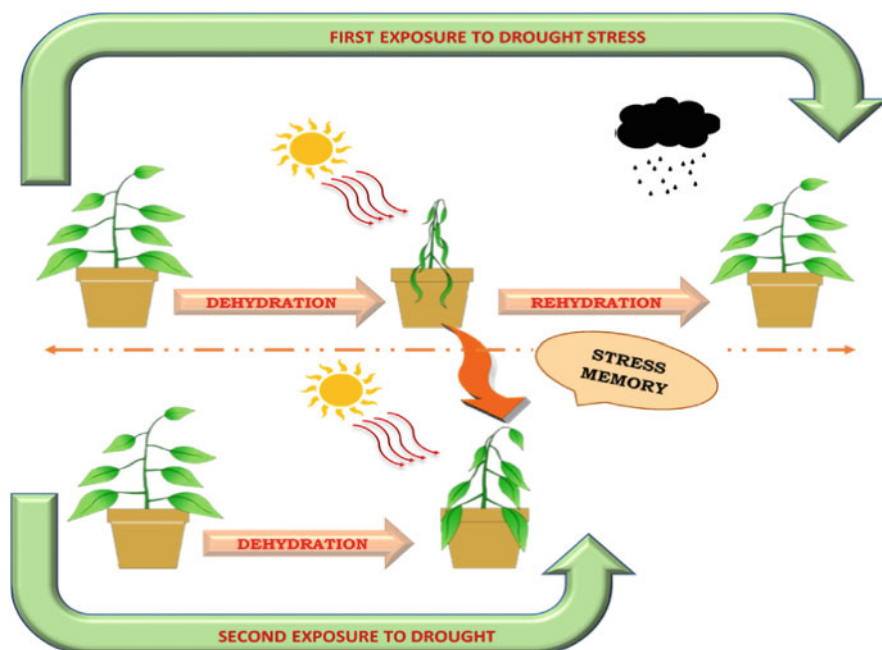 FIRST EXPOSURE TO DROUGHT STRESS
DEHYDRATION
REHYDRATION
STRESS
MEMORY
DEHYDRATION
SECOND EXPOSURE TO DROUGHT